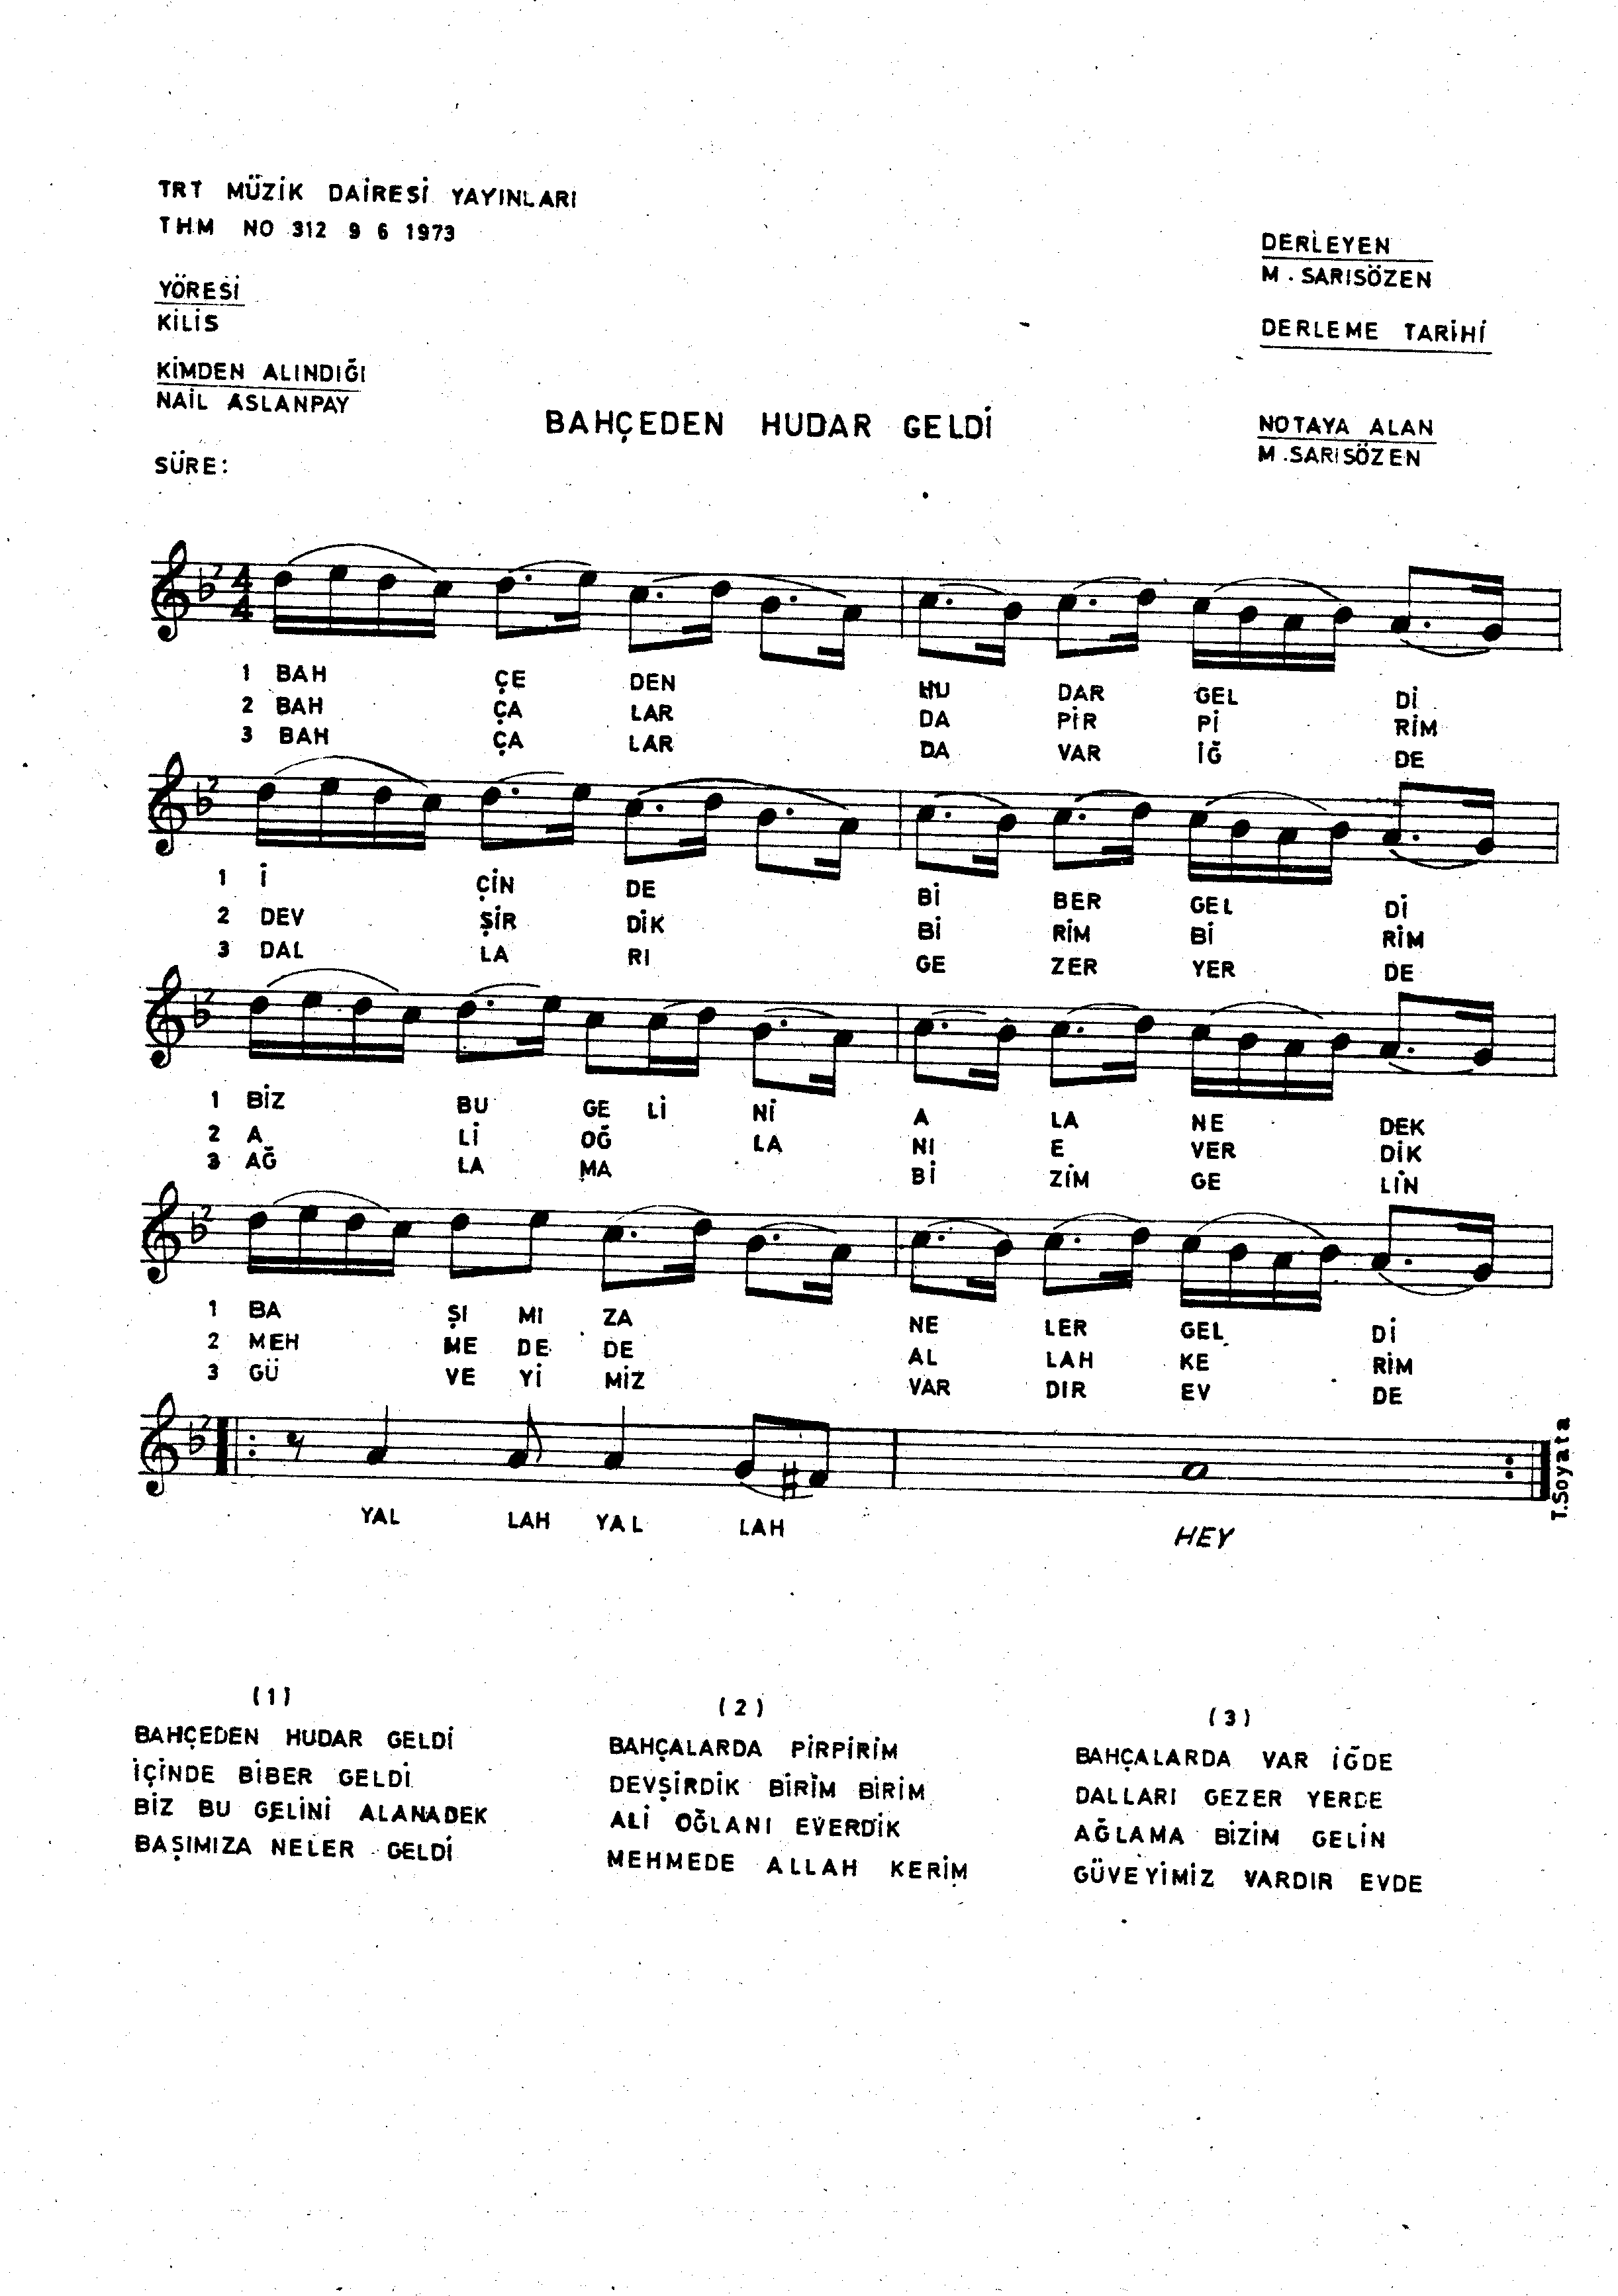 TRT MÜZİK DAİRESİ YAYINLARI
THM NO 312 9 6 1973
DERLEYEN
M. SARISÖZEN
YÖRESİ
KİLİS
DERLEME TARİHİ
KİMDEN ALINDIĞI
NAİL ASLANPAY
BAHÇEDEN HUDAR GELDİ
NOTAYA ALAN
M.SARISÖZEN
SÜRE:
7 4 4
1 BAH ÇE DEN HU DAR GEL Dİ
2 BAH ÇA LAR DA PİR Pİ RİM
3 BAH ÇA LAR DA VAR İĞ DE
2
1 İ ÇİN DE Bİ BER GEL Dİ
2 DEV ŞİR DİK Bİ RİM Bİ RİM
3 DAL LA RI GE ZER YER DE
2
1 BİZ BU GE Lİ Nİ A LA NE DEK
2 A Lİ OĞ LA NI E VER DİK
3 AĞ LA MA Bİ ZİM GE LİN
2
1 BA ŞI MI ZA NE LER GEL Dİ
2 MEH ME DE DE AL LAH KE RİM
3 GÜ VE Yİ MİZ VAR DIR EV DE
2
YAL LAH YAL LAH HEY
T.Soyata
(1)
BAHÇEDEN HUDAR GELDİ
İÇİNDE BİBER GELDİ
BİZ BU GELİNİ ALANADEK
BAŞIMIZA NELER GELDİ
(2)
BAHÇALARDA PİRPİRİM
DEVŞİRDİK BİRİM BİRİM
ALİ OĞLANI EVERDİK
MEHMEDE ALLAH KERİM
(3)
BAHÇALARDA VAR İĞDE
DALLARI GEZER YERDE
AĞLAMA BİZİM GELİN
GÜVEYİMİZ VARDIR EVDE